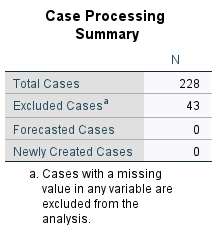 Case Processing
Summary
N
Total Cases 228
Excluded Casesa 43
Forecasted Cases 0
Newly Created Cases 0
a. Cases with a missing
value in any variable are
excluded from the
analysis.